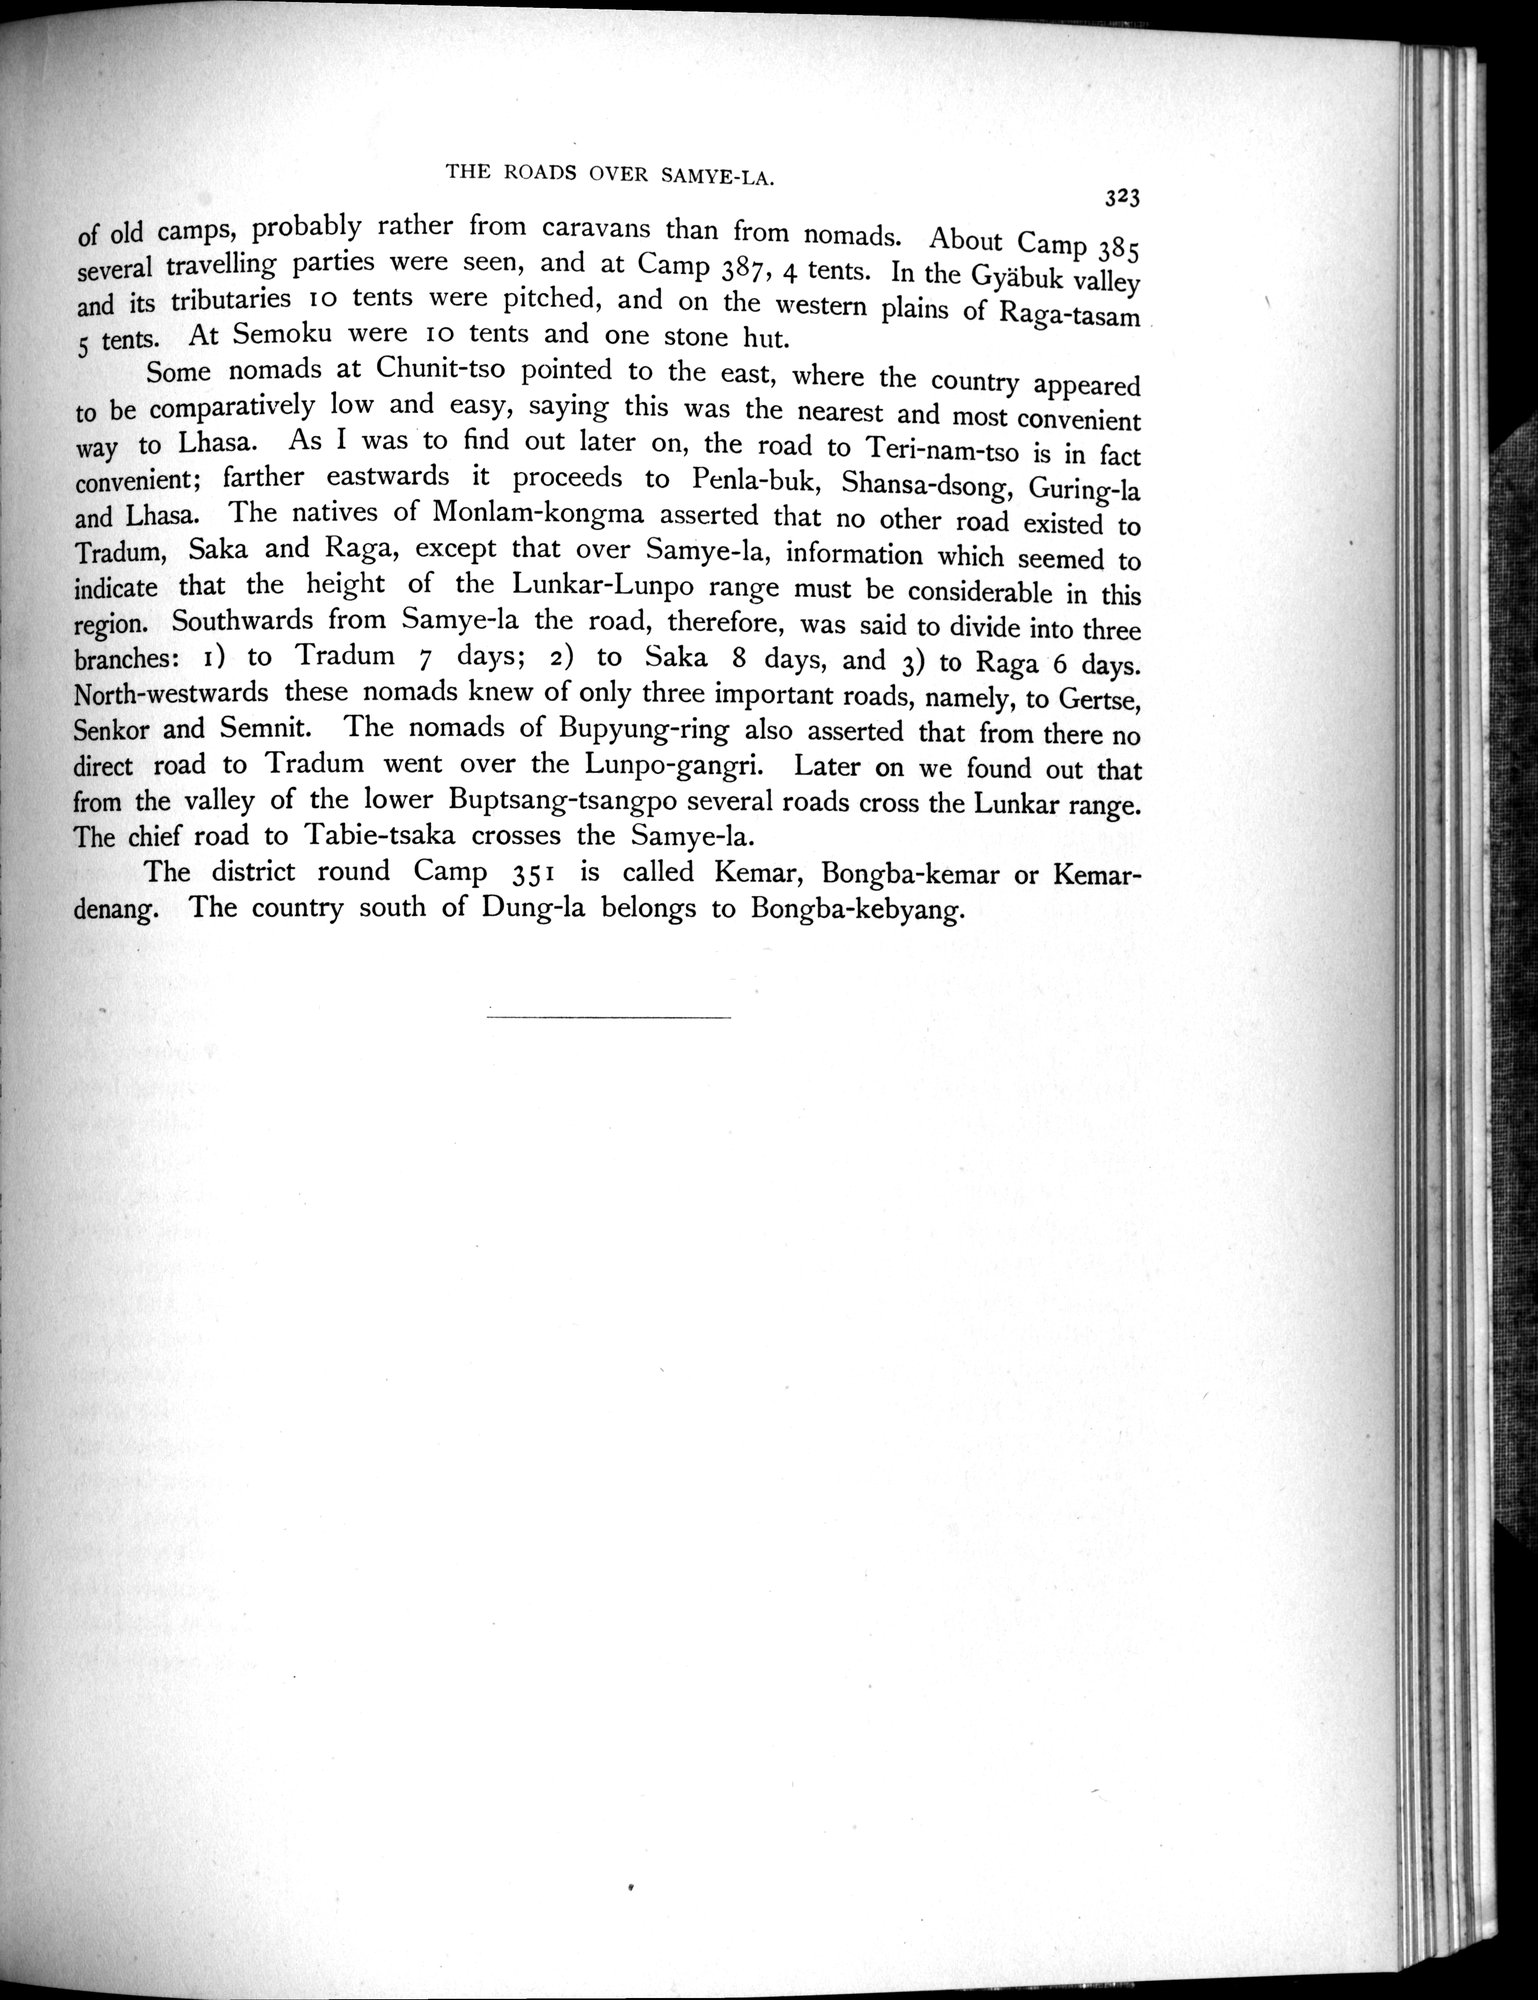 THE ROADS OVER SAMYE-LA.
323
of old camps, probably rather from caravans than from nomads. About Camp 385
several travelling parties were seen, and at Camp 387, 4 tents. In the Gyäbuk valley
and its tributaries 10 tents were pitched, and on the western plains of Raga-tasam
5 tents. At Semoku were 10 tents and one stone hut.
Some nomads at Chunit-tso pointed to the east, where the country appeared
to be comparatively low and easy, saying this was the nearest and most convenient
way to Lhasa. As I was to find out later on, the road to Teri-nam-tso is in fact
convenient; farther eastwards it proceeds to Penla-buk, Shansa-dsong, Guring-la
and Lhasa. The natives of Monlam-kongma asserted that no other road existed to
Tradum, Saka and Raga, except that over Samye-la, information which seemed to
indicate that the height of the Lunkar-Lunpo range must be considerable in this
region. Southwards from Samye-la the road, therefore, was said to divide into three
branches: 1) to Tradum 7 days; 2) to Saka 8 days, and 3) to Raga 6 days.
North-westwards these nomads knew of only three important roads, namely, to Gertse,
Senkor and Semnit. The nomads of Bupyung-ring also asserted that from there no
direct road to Tradum went over the Lunpo-gangri. Later on we found out that
from the valley of the lower Buptsang-tsangpo several roads cross the Lunkar range.
The chief road to Tabie-tsaka crosses the Samye-la.
The district round Camp 351 is called Kemar, Bongba-kemar or Kemar-
denang. The country south of Dung-la belongs to Bongba-kebyang.